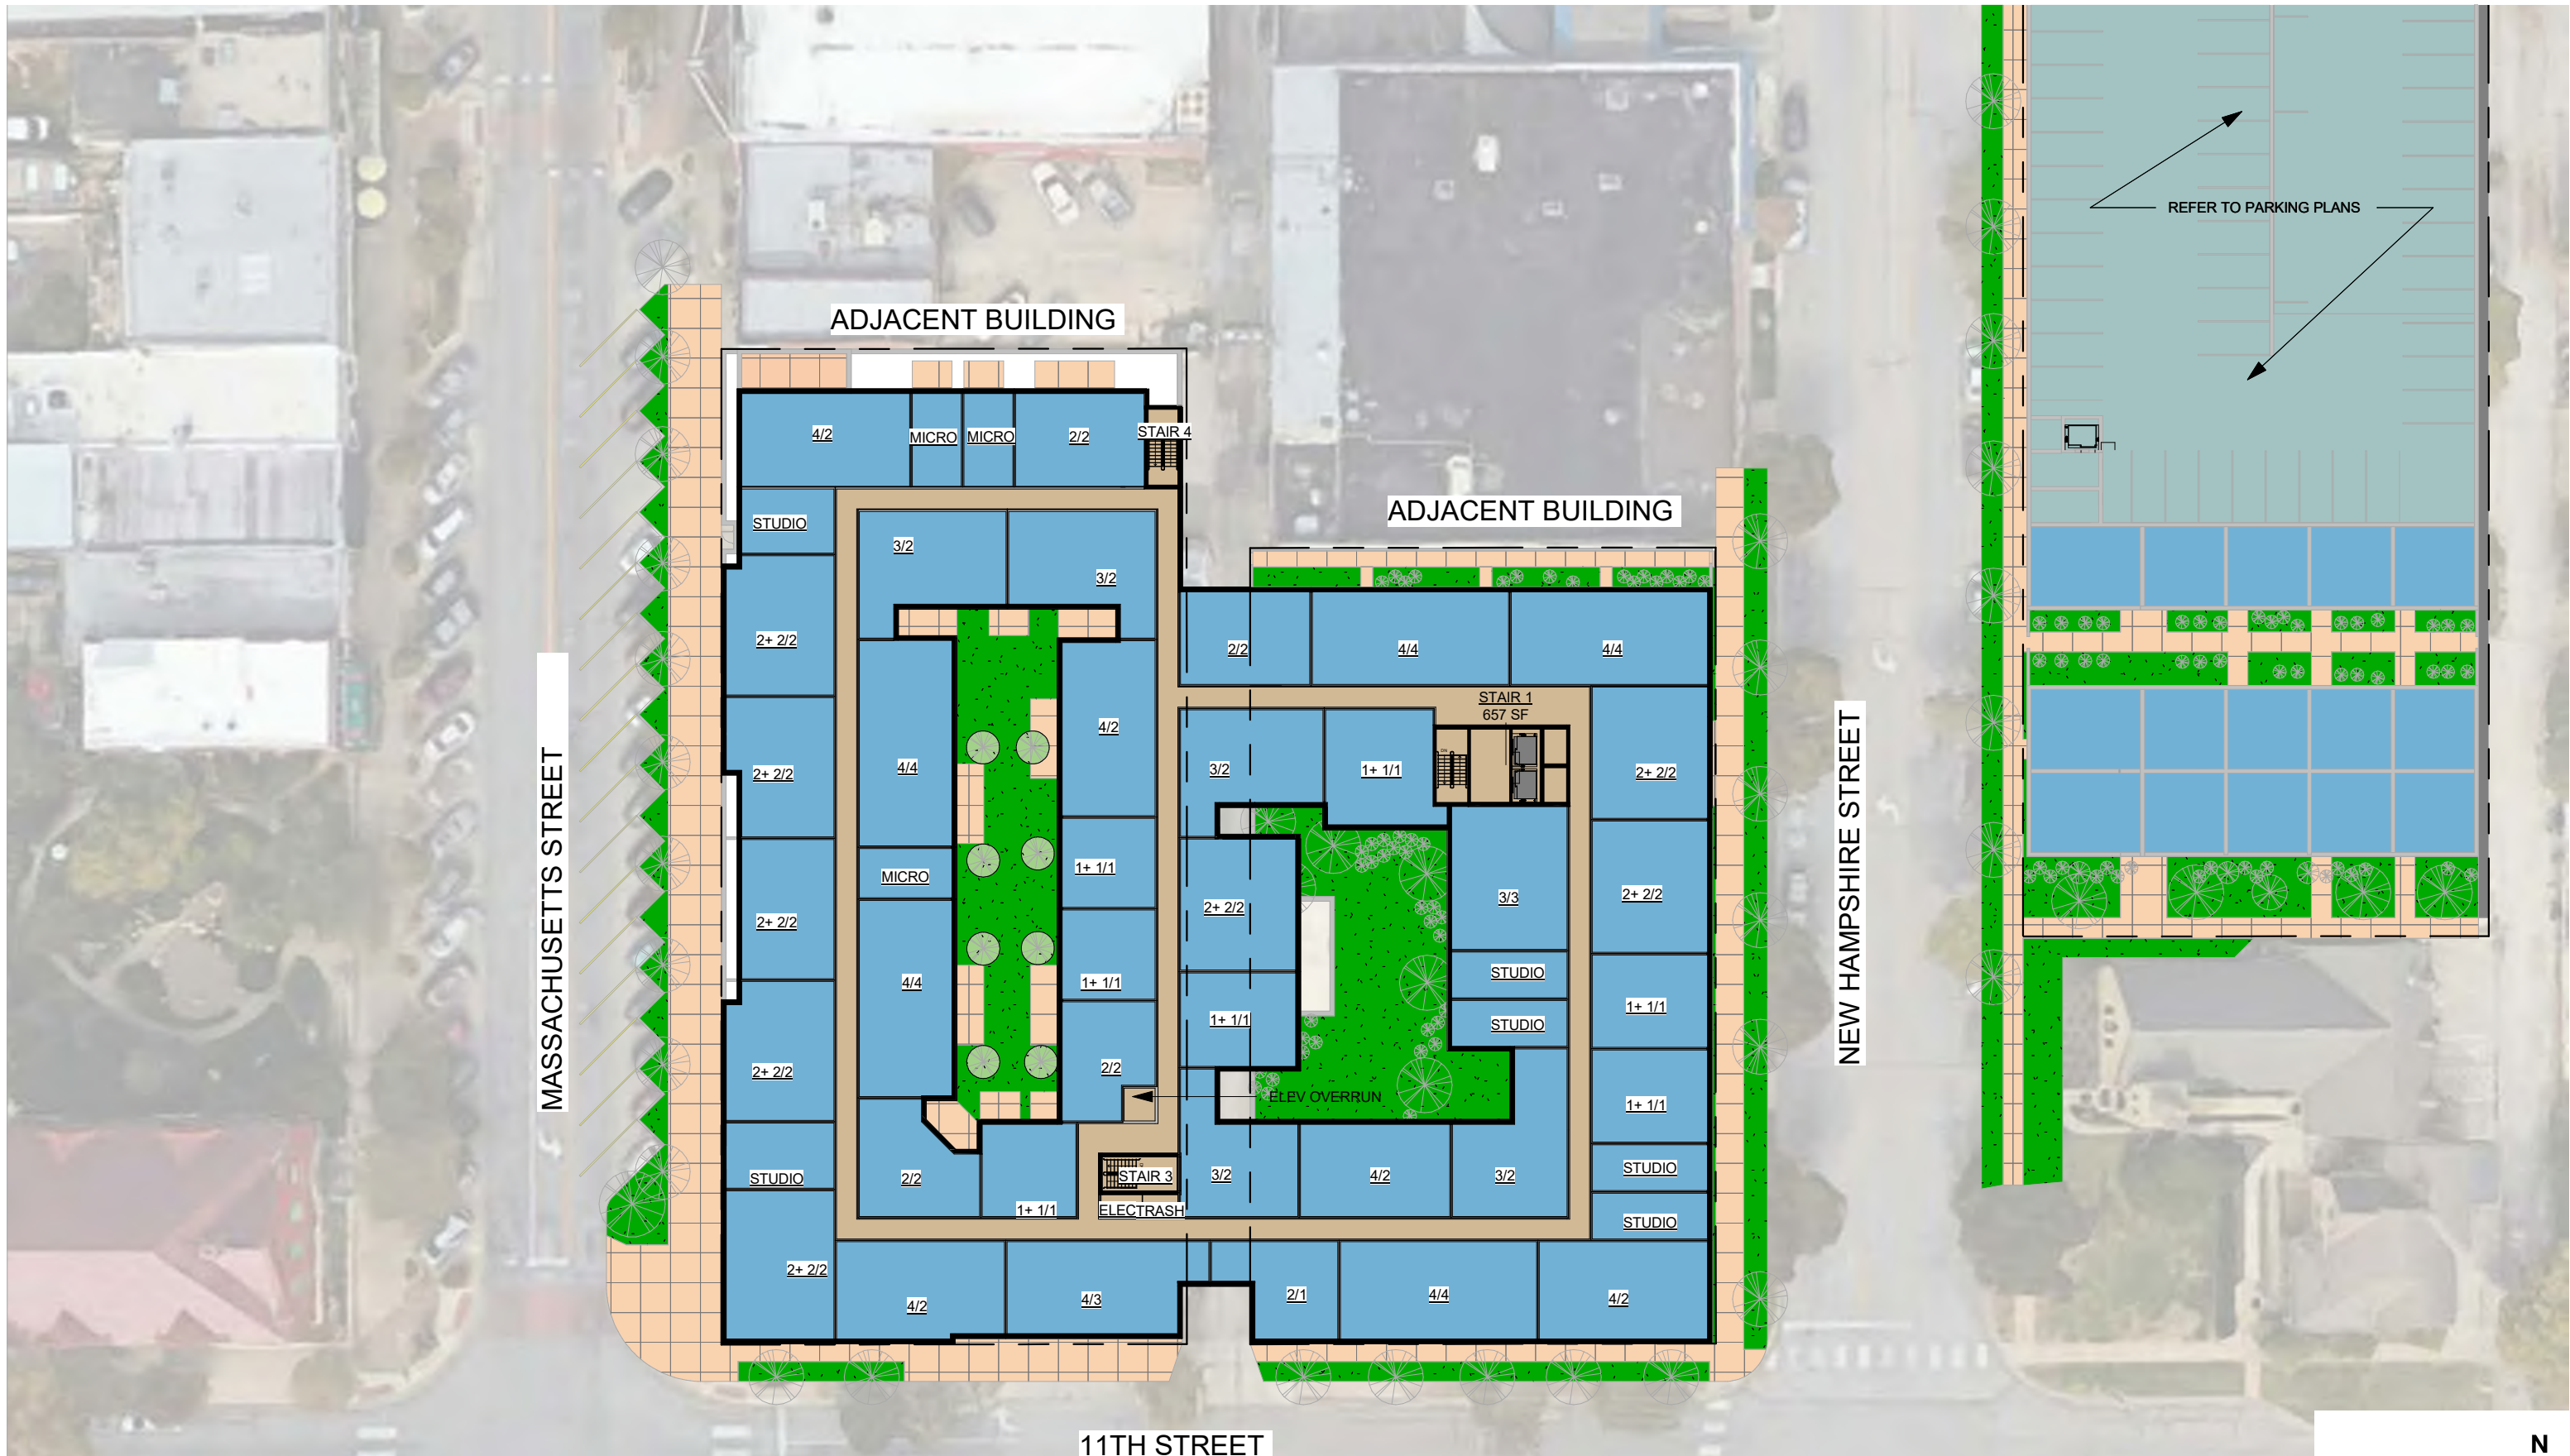 REFER TO PARKING PLANS
ADJACENT BUILDING
4/2
MICRO
MICRO
2/2
STAIR 4
ADJACENT BUILDING
STUDIO
3/2
3/2
2+ 2/2
2/2
4/4
4/4
STAIR 1
657 SF
4/2
4/4
3/2
1+ 1/1
2+ 2/2
2+ 2/2
MICRO
1+ 1/1
3/3
2+ 2/2
2+ 2/2
2+ 2/2
4/4
1+ 1/1
STUDIO
1+ 1/1
STUDIO
1+ 1/1
2+ 2/2
2/2
ELEV OVERRUN
1+ 1/1
STUDIO
2/2
STAIR 3
3/2
4/2
3/2
STUDIO
1+ 1/1
ELECTRASH
STUDIO
2+ 2/2
4/2
4/3
2/1
4/4
4/2
MASSACHUSETTS STREET
NEW HAMPSHIRE STREET
11TH STREET
N